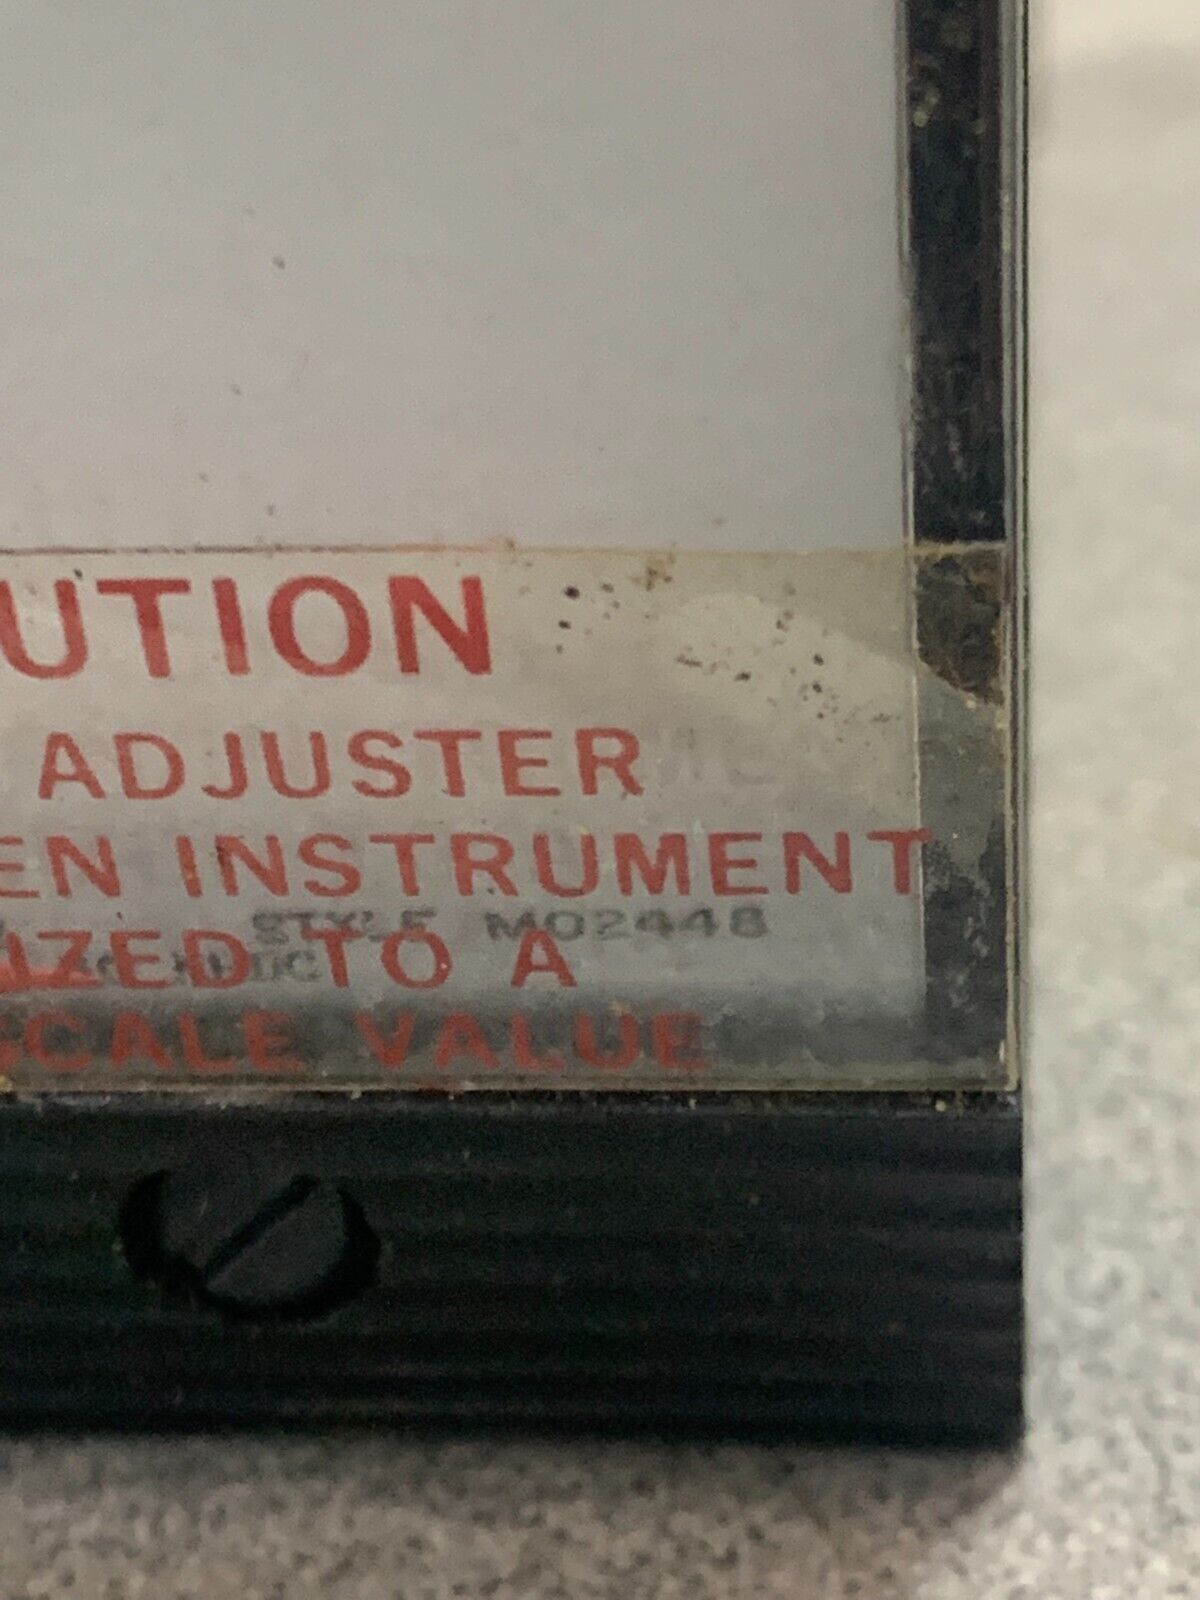 UTION
ADJUSTER
EN INSTRUMENT
STYLE MO2448
IZED TO A
SCALE VALUE